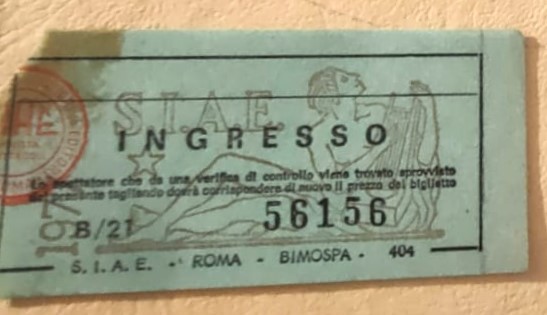 S.I.A.E.
INGRESSO
Lo spettatore che da una verifica di controllo viene trovato sprovvisto
del presente tagliando dovrà corrispondere di nuovo il prezzo del biglietto
B/21
56156
S. I. A. E. - ROMA - BIMOSPA - 404